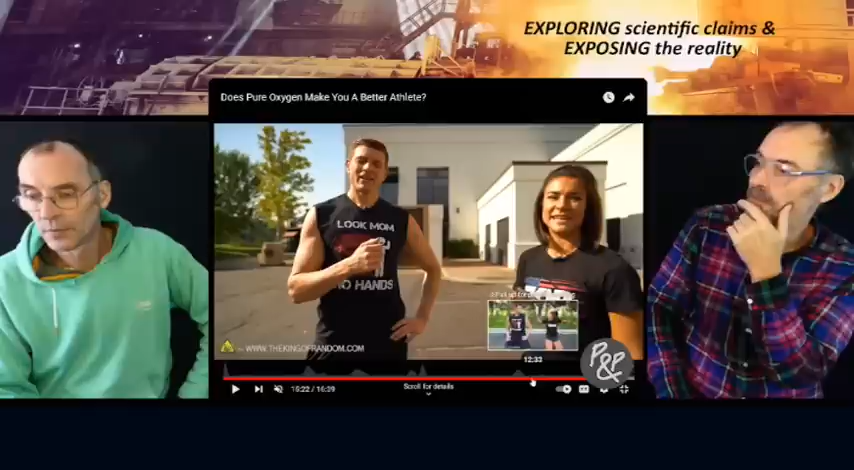 EXPLORING scientific claims &
EXPOSING the reality
Does Pure Oxygen Make You A Better Athlete?
LOOK MOM
NO HANDS
WWW.THEKINGOFRANDOM.COM
12:33
P&P
15:22 / 16:39
Scroll for details